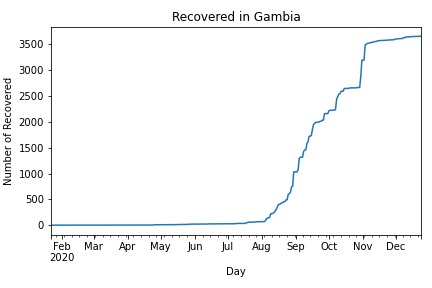 Recovered in Gambia
Number of Recovered
3500
3000
2500
2000
1500
1000
500
0
Feb Mar Apr May Jun Jul Aug Sep Oct Nov Dec
2020
Day